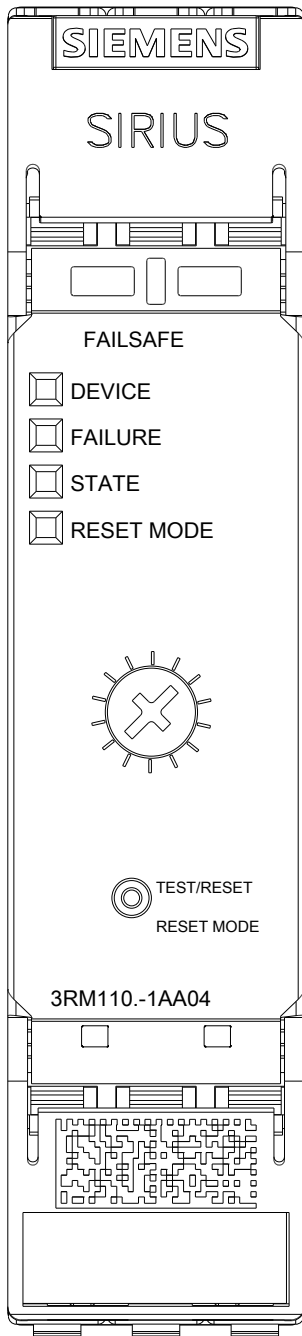 SIEMENS
SIRIUS
FAILSAFE
DEVICE
FAILURE
STATE
RESET MODE
TEST/RESET
RESET MODE
3RM110.-1AA04